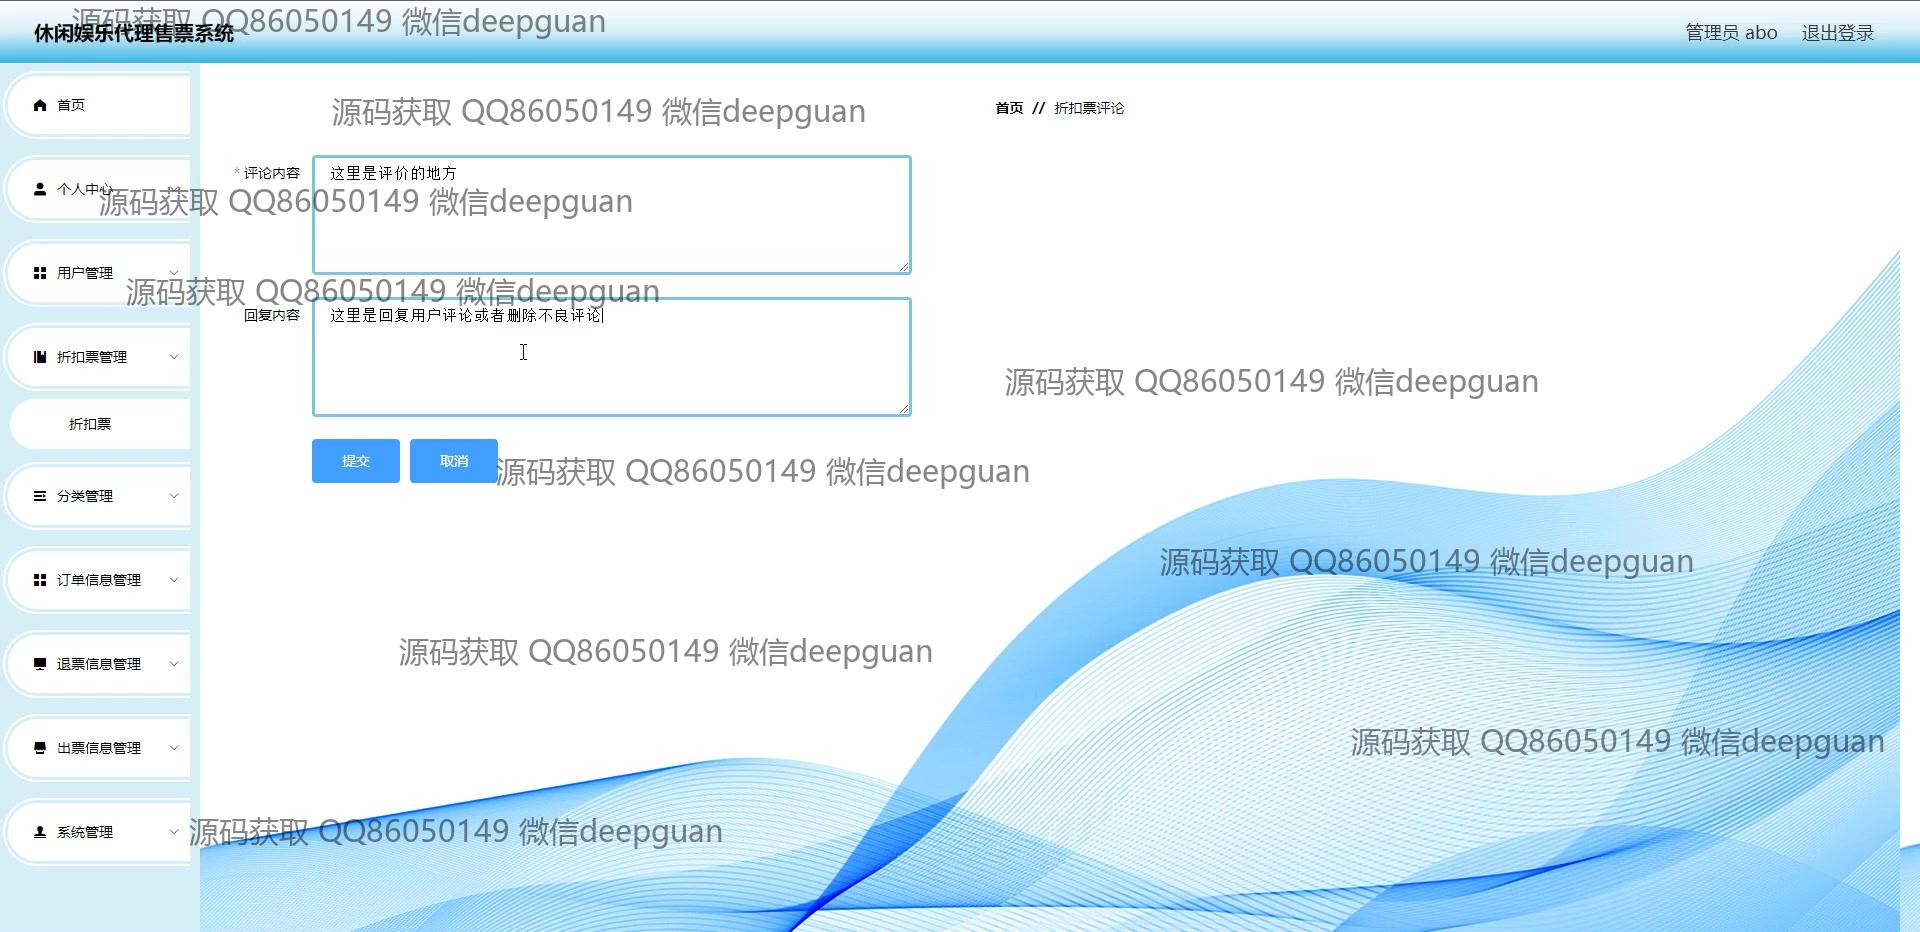 休闲娱乐代理售票系统
源码获取 QQ86050149 微信deepguan
管理员 abo
退出登录
首页
源码获取 QQ86050149 微信deepguan
首页 // 折扣票评论
* 评论内容
这里是评价的地方
个人中心
源码获取 QQ86050149 微信deepguan
用户管理
源码获取 QQ86050149 微信deepguan
回复内容
这里是回复用户评论或者删除不良评论
折扣票管理
源码获取 QQ86050149 微信deepguan
折扣票
提交
取消
源码获取 QQ86050149 微信deepguan
分类管理
源码获取 QQ86050149 微信deepguan
订单信息管理
源码获取 QQ86050149 微信deepguan
退票信息管理
出票信息管理
源码获取 QQ86050149 微信deepguan
系统管理
源码获取 QQ86050149 微信deepguan